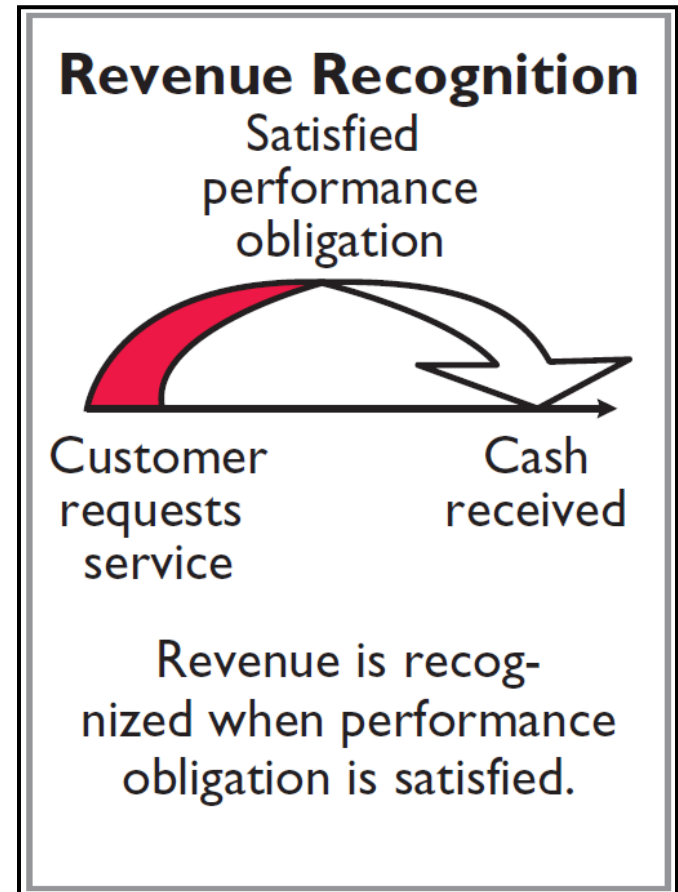 Revenue Recognition
Satisfied
performance
obligation
Customer
requests
service
Cash
received
Revenue is recog-
nized when performance
obligation is satisfied.